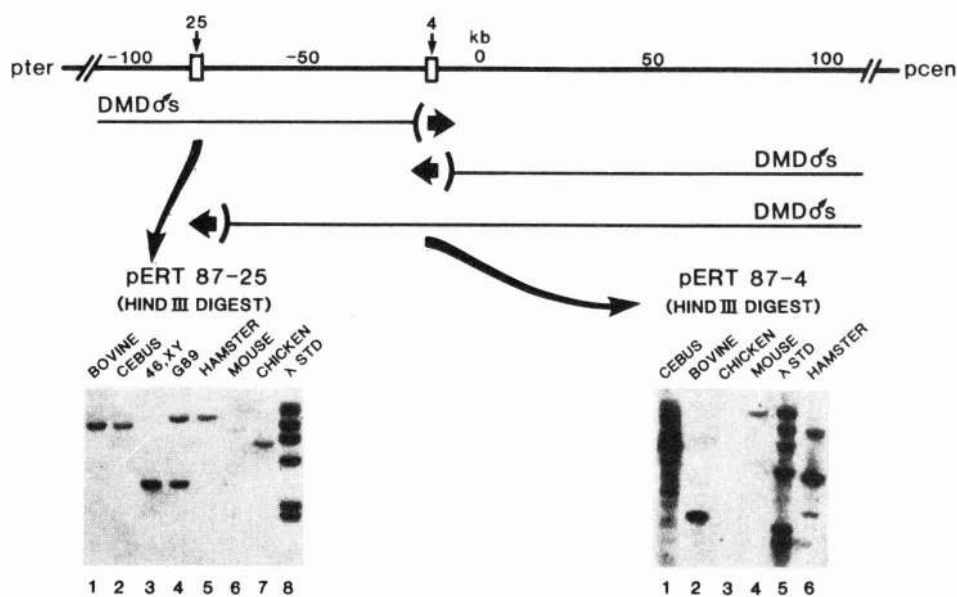 25 4
-100 -50 kb 0 50 100
pter pcen
DMD♂s
DMD♂s
DMD♂s
pERT 87-25
(HIND III DIGEST)
pERT 87-4
(HIND III DIGEST)
BOVINE CEBUS 46,XY G89 HAMSTER MOUSE CHICKEN λ STD
CEBUS BOVINE CHICKEN MOUSE λ STD HAMSTER
1 2 3 4 5 6 7 8
1 2 3 4 5 6